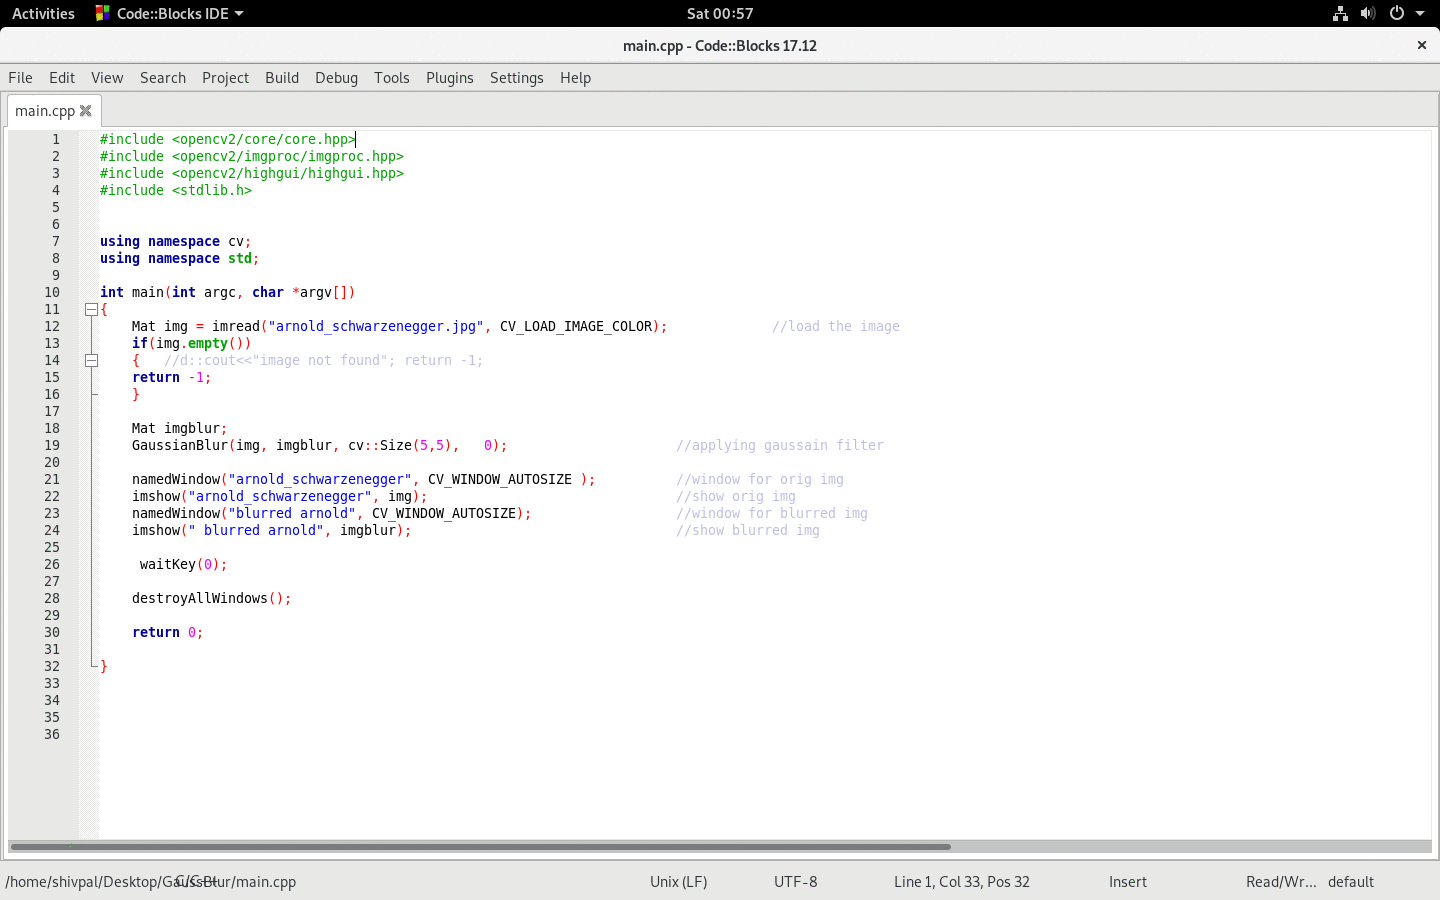 Activities Code::Blocks IDE Sat 00:57
main.cpp - Code::Blocks 17.12
File Edit View Search Project Build Debug Tools Plugins Settings Help
main.cpp
1 #include <opencv2/core/core.hpp>
2 #include <opencv2/imgproc/imgproc.hpp>
3 #include <opencv2/highgui/highgui.hpp>
4 #include <stdlib.h>
5
6
7 using namespace cv;
8 using namespace std;
9
10 int main(int argc, char *argv[])
11 {
12 Mat img = imread("arnold_schwarzenegger.jpg", CV_LOAD_IMAGE_COLOR); //load the image
13 if(img.empty())
14 { //d::cout<<"image not found"; return -1;
15 return -1;
16 }
17
18 Mat imgblur;
19 GaussianBlur(img, imgblur, cv::Size(5,5), 0); //applying gaussain filter
20
21 namedWindow("arnold_schwarzenegger", CV_WINDOW_AUTOSIZE ); //window for orig img
22 imshow("arnold_schwarzenegger", img); //show orig img
23 namedWindow("blurred arnold", CV_WINDOW_AUTOSIZE); //window for blurred img
24 imshow(" blurred arnold", imgblur); //show blurred img
25
26 waitKey(0);
27
28 destroyAllWindows();
29
30 return 0;
31
32 }
33
34
35
36
/home/shivpal/Desktop/GaussBlur/main.cpp C/C++ Unix (LF) UTF-8 Line 1, Col 33, Pos 32 Insert Read/Wr... default